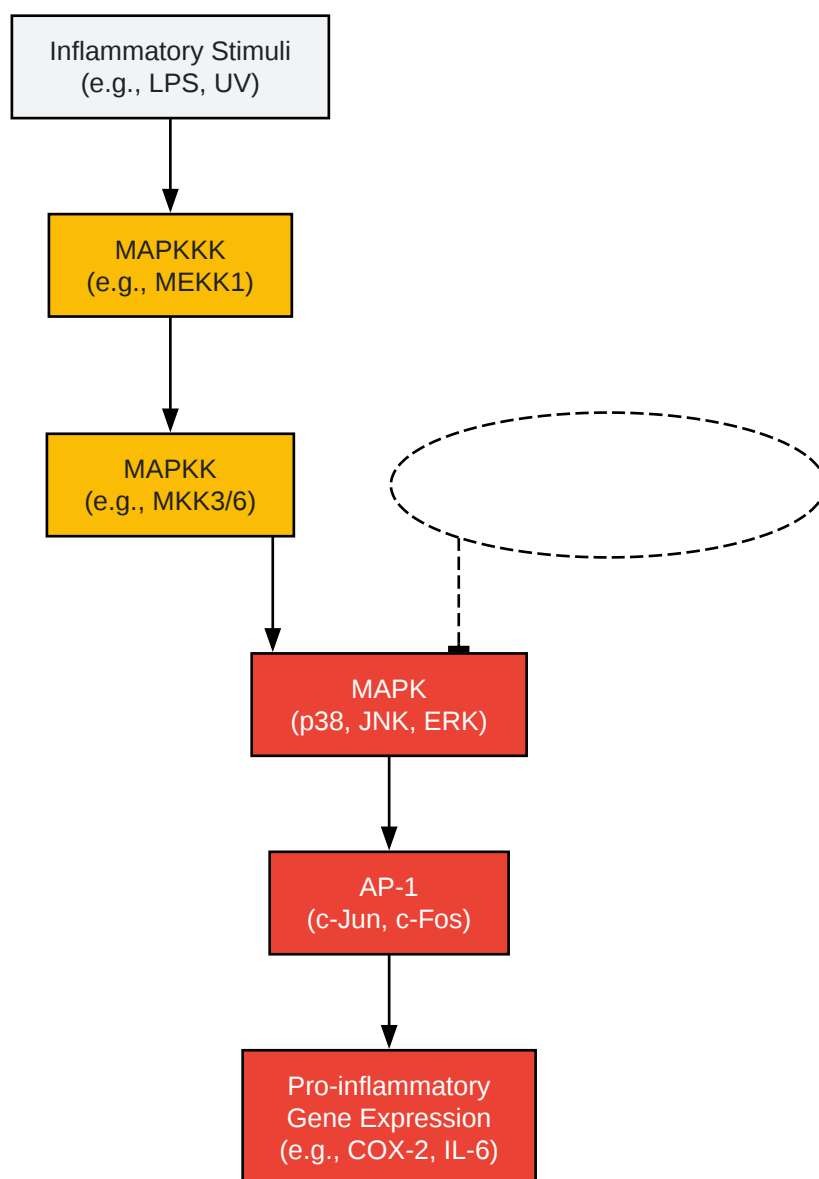 Inflammatory Stimuli
(e.g., LPS, UV)
MAPKKK
(e.g., MEKK1)
MAPKK
(e.g., MKK3/6)
MAPK
(p38, JNK, ERK)
AP-1
(c-Jun, c-Fos)
Pro-inflammatory
Gene Expression
(e.g., COX-2, IL-6)